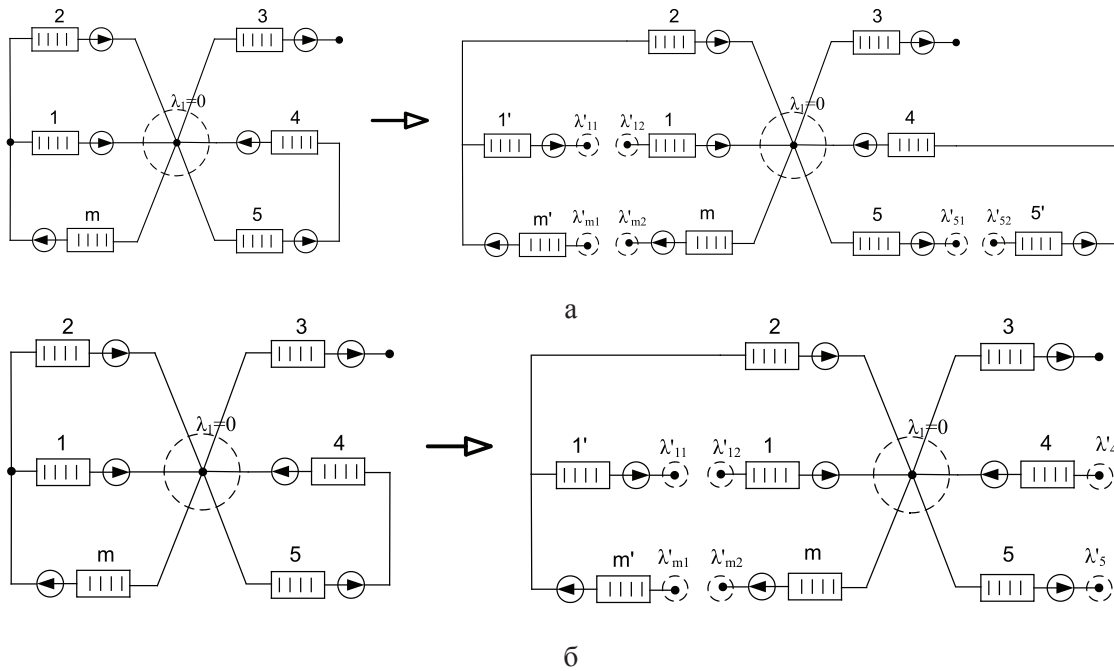 2 3 2 3
λ₁=0 λ₁=0
1 4 1' λ'₁₁ λ'₁₂ 1 4
m 5 m' λ'ₘ₁ λ'ₘ₂ m 5 λ'₅₁ λ'₅₂ 5'
а
2 3 2 3
λ₁=0 λ₁=0
1 4 1' λ'₁₁ λ'₁₂ 1 4 λ'₄
m 5 m' λ'ₘ₁ λ'ₘ₂ m 5 λ'₅
б